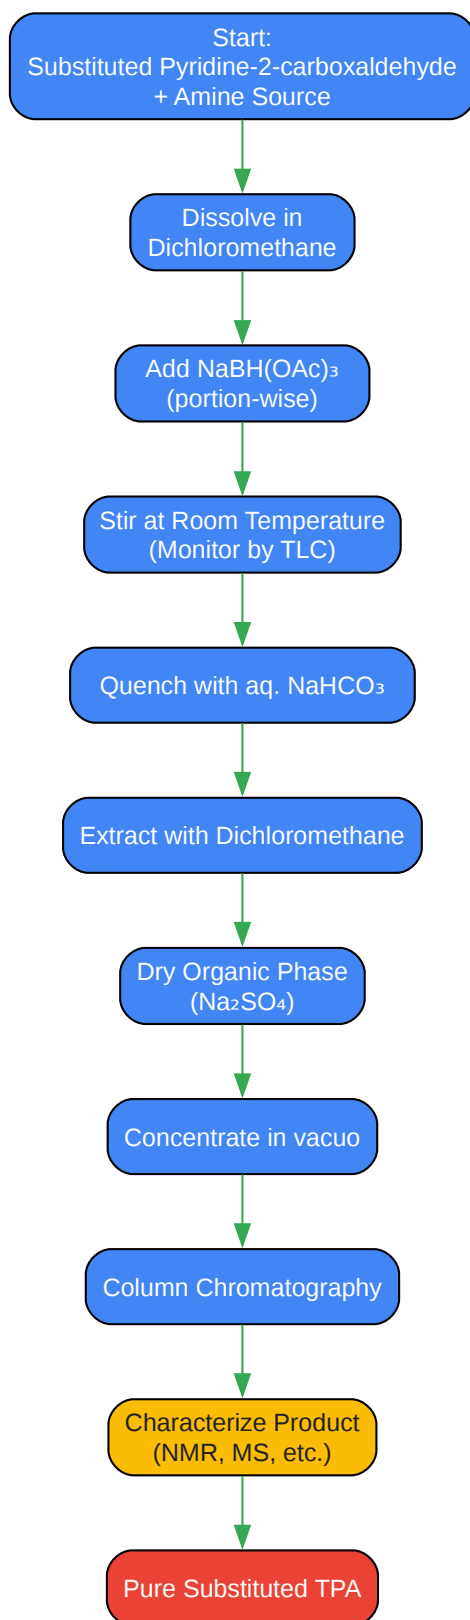 Start:
Substituted Pyridine-2-carboxaldehyde
+ Amine Source
Dissolve in
Dichloromethane
Add NaBH(OAc)₃
(portion-wise)
Stir at Room Temperature
(Monitor by TLC)
Quench with aq. NaHCO₃
Extract with Dichloromethane
Dry Organic Phase
(Na₂SO₄)
Concentrate in vacuo
Column Chromatography
Characterize Product
(NMR, MS, etc.)
Pure Substituted TPA